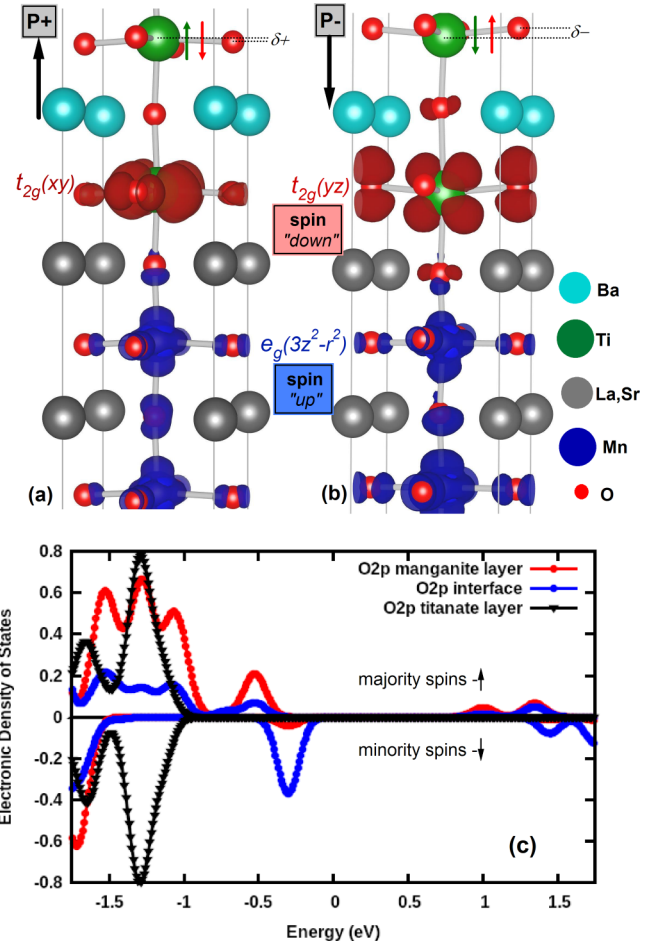 P+
δ+
P-
δ−
t2g(xy)
t2g(yz)
spin
"down"
eg(3z²-r²)
spin
"up"
Ba
Ti
La,Sr
Mn
O
(a)
(b)
0.8
0.6
0.4
0.2
0
-0.2
-0.4
-0.6
-0.8
Electronic Density of States
O2p manganite layer
O2p interface
O2p titanate layer
majority spins -
minority spins -
(c)
-1.5
-1
-0.5
0
0.5
1
1.5
Energy (eV)